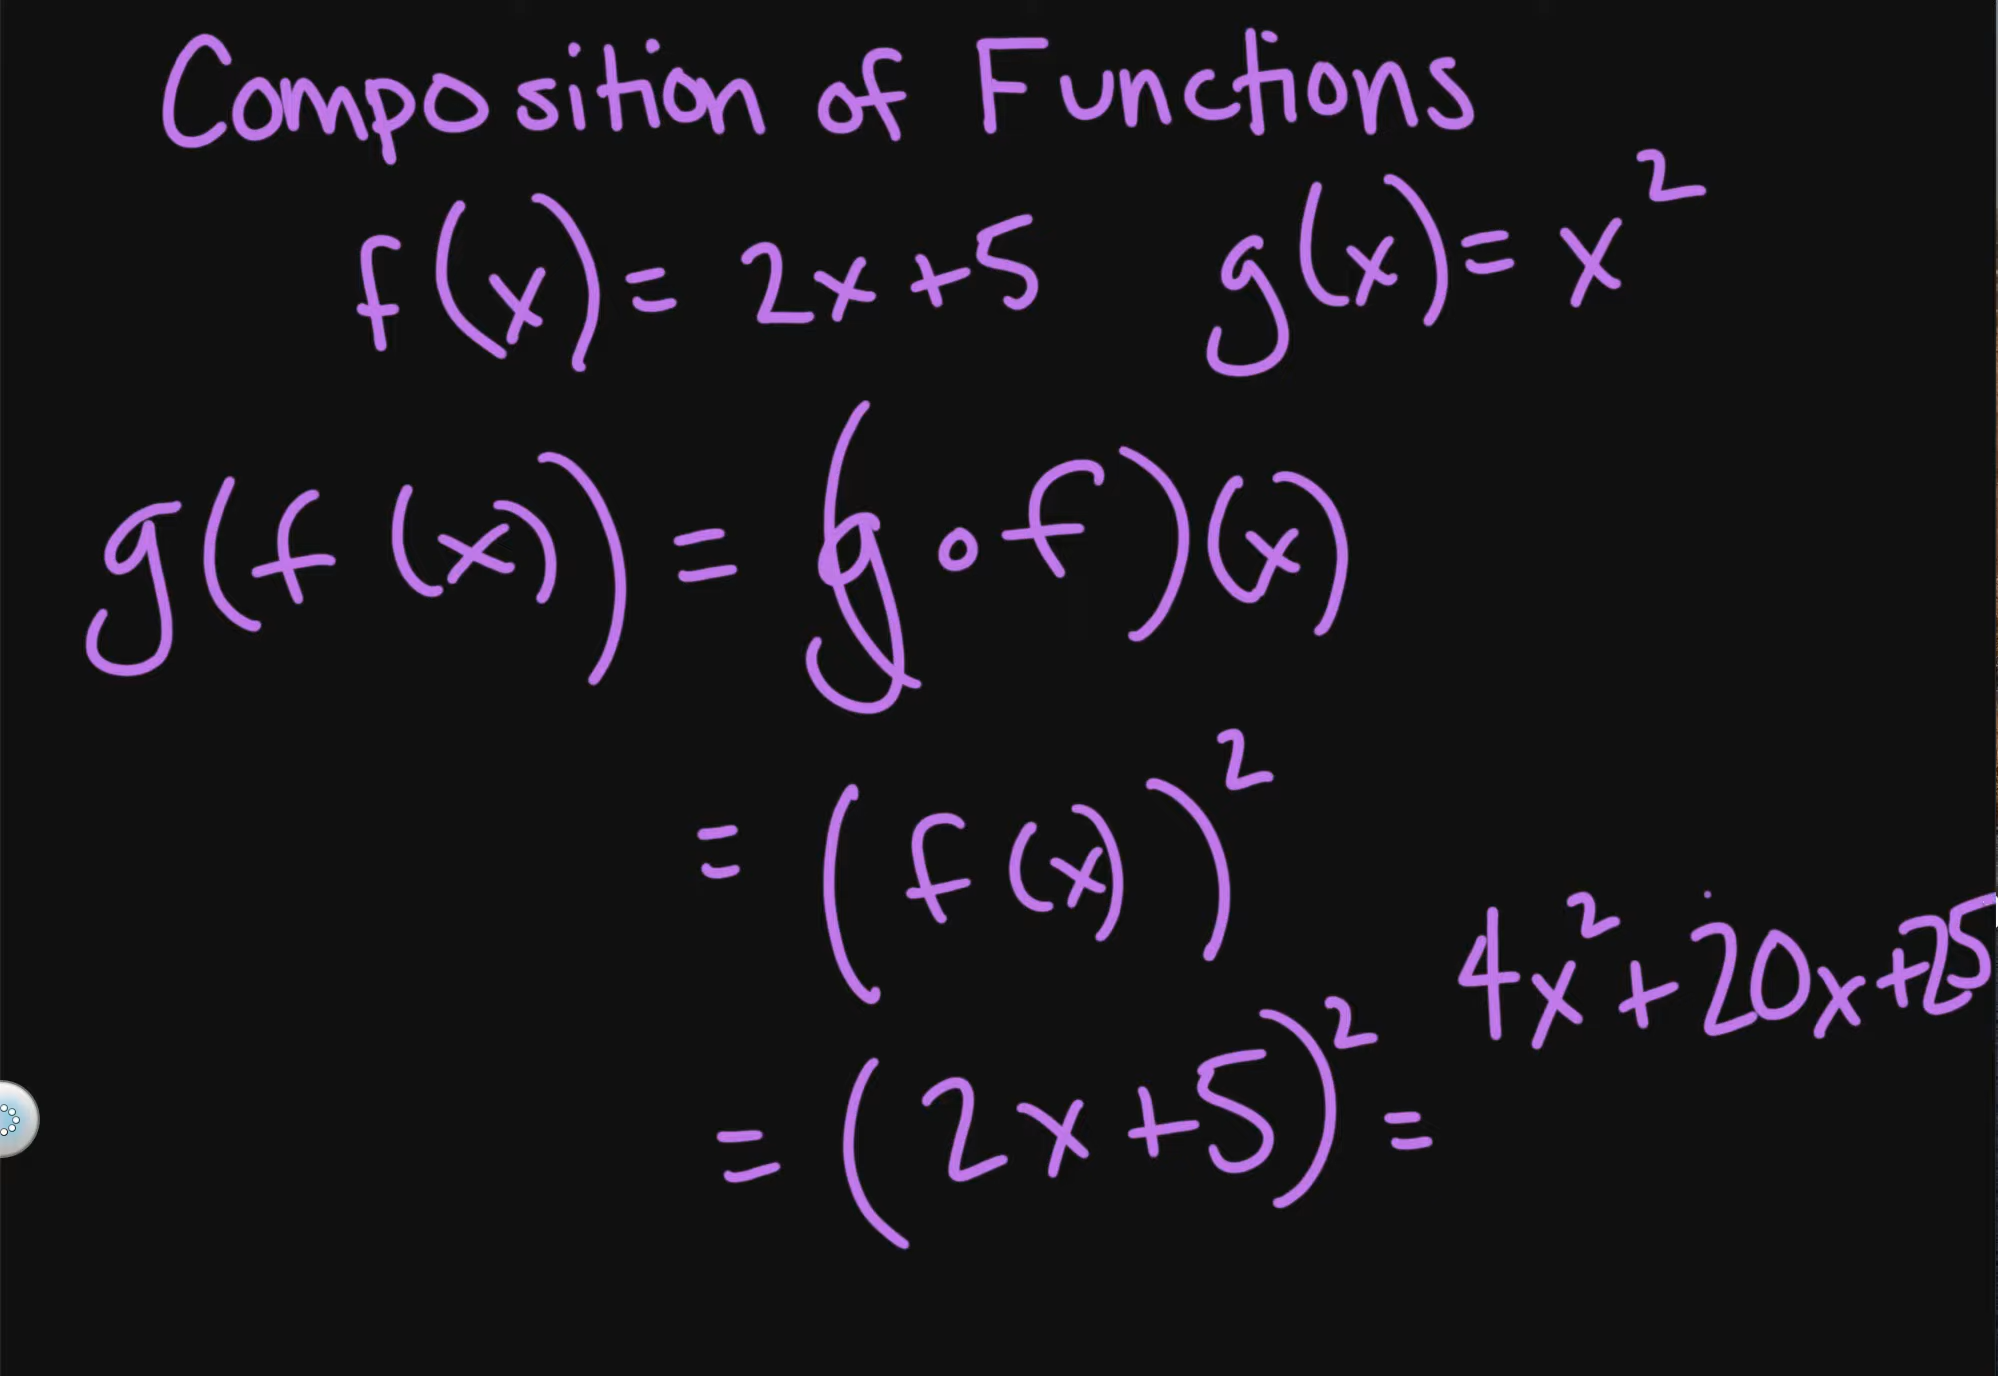 Composition of Functions
f(x) = 2x+5 g(x) = x²
g(f(x)) = (g∘f)(x)
= (f(x))²
= (2x+5)² = 4x²+20x+25